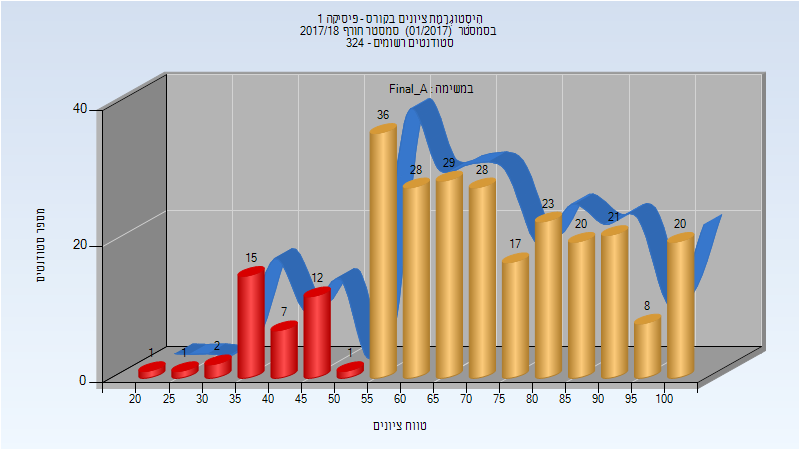 היסטוגרמת ציונים בקורס - פיסיקה 1
בסמסטר (01/2017) סמסטר חורף 2017/18
סטודנטים רשומים - 324
במשימה : Final_A
40
20
0
מספר סטודנטים
1
1
2
15
7
12
1
36
28
29
28
17
23
20
21
8
20
20 25 30 35 40 45 50 55 60 65 70 75 80 85 90 95 100
טווח ציונים